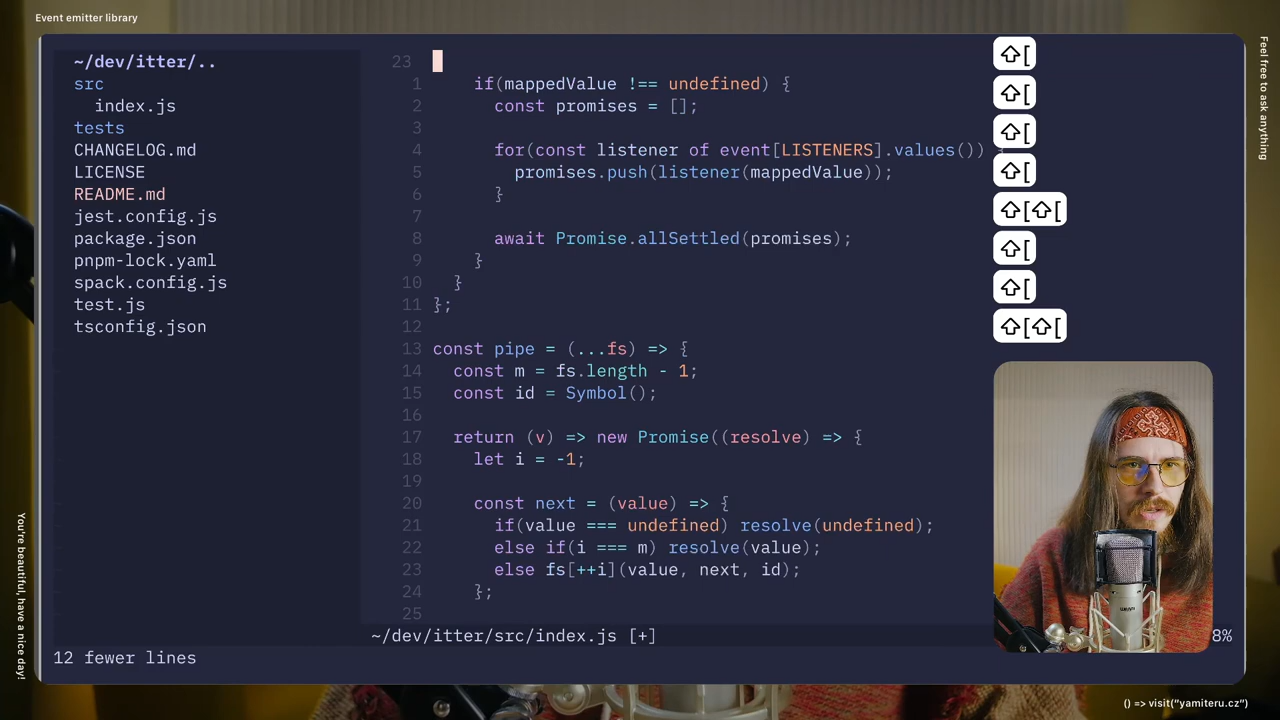 Event emitter library
~/dev/itter/..
src
index.js
tests
CHANGELOG.md
LICENSE
README.md
jest.config.js
package.json
pnpm-lock.yaml
spack.config.js
test.js
tsconfig.json
23
1 if(mappedValue !== undefined) {
2 const promises = [];
3
4 for(const listener of event[LISTENERS].values()) {
5 promises.push(listener(mappedValue));
6 }
7
8 await Promise.allSettled(promises);
9 }
10 }
11 };
12
13 const pipe = (...fs) => {
14 const m = fs.length - 1;
15 const id = Symbol();
16
17 return (v) => new Promise((resolve) => {
18 let i = -1;
19
20 const next = (value) => {
21 if(value === undefined) resolve(undefined);
22 else if(i === m) resolve(value);
23 else fs[++i](value, next, id);
24 };
25
~/dev/itter/src/index.js [+]
8%
12 fewer lines
⇧[
⇧[
⇧[
⇧[
⇧[⇧[
⇧[
⇧[
⇧[⇧[
Feel free to ask anything
You're beautiful, have a nice day!
() => visit("yamiteru.cz")